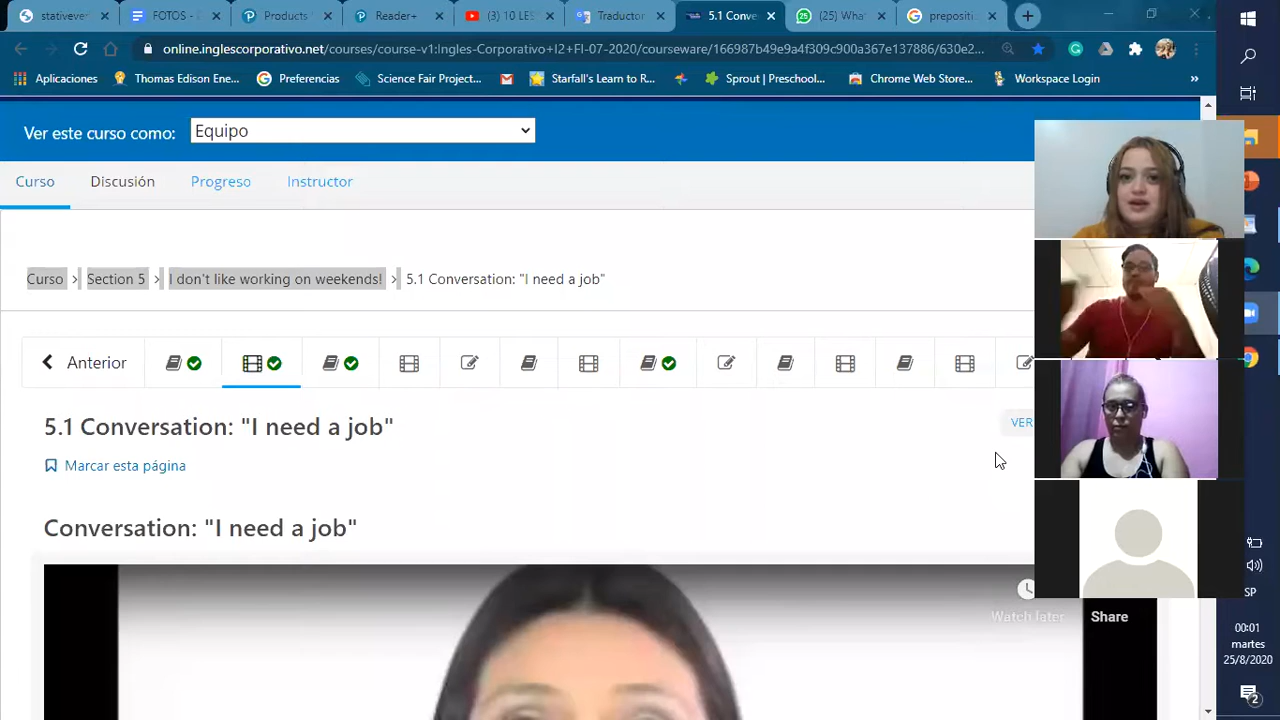 stativeve
FOTOS -
Products
Reader+
(3) 10 LES
Traductor
5.1 Conve
(25) Wha
prepositi
online.inglescorporativo.net/courses/course-v1:Ingles-Corporativo+I2+FI-07-2020/courseware/166987b49e9a4f309c900a367e137886/630e2...
Aplicaciones
Thomas Edison Ene...
Preferencias
Science Fair Project...
Starfall's Learn to R...
Sprout | Preschool...
Chrome Web Store...
Workspace Login
»
Ver este curso como:
Equipo
Curso
Discusión
Progreso
Instructor
Curso > Section 5 > I don't like working on weekends! > 5.1 Conversation: "I need a job"
Anterior
5.1 Conversation: "I need a job"
VER
Marcar esta página
Conversation: "I need a job"
Watch later
Share
SP
00:01
martes
25/8/2020
2